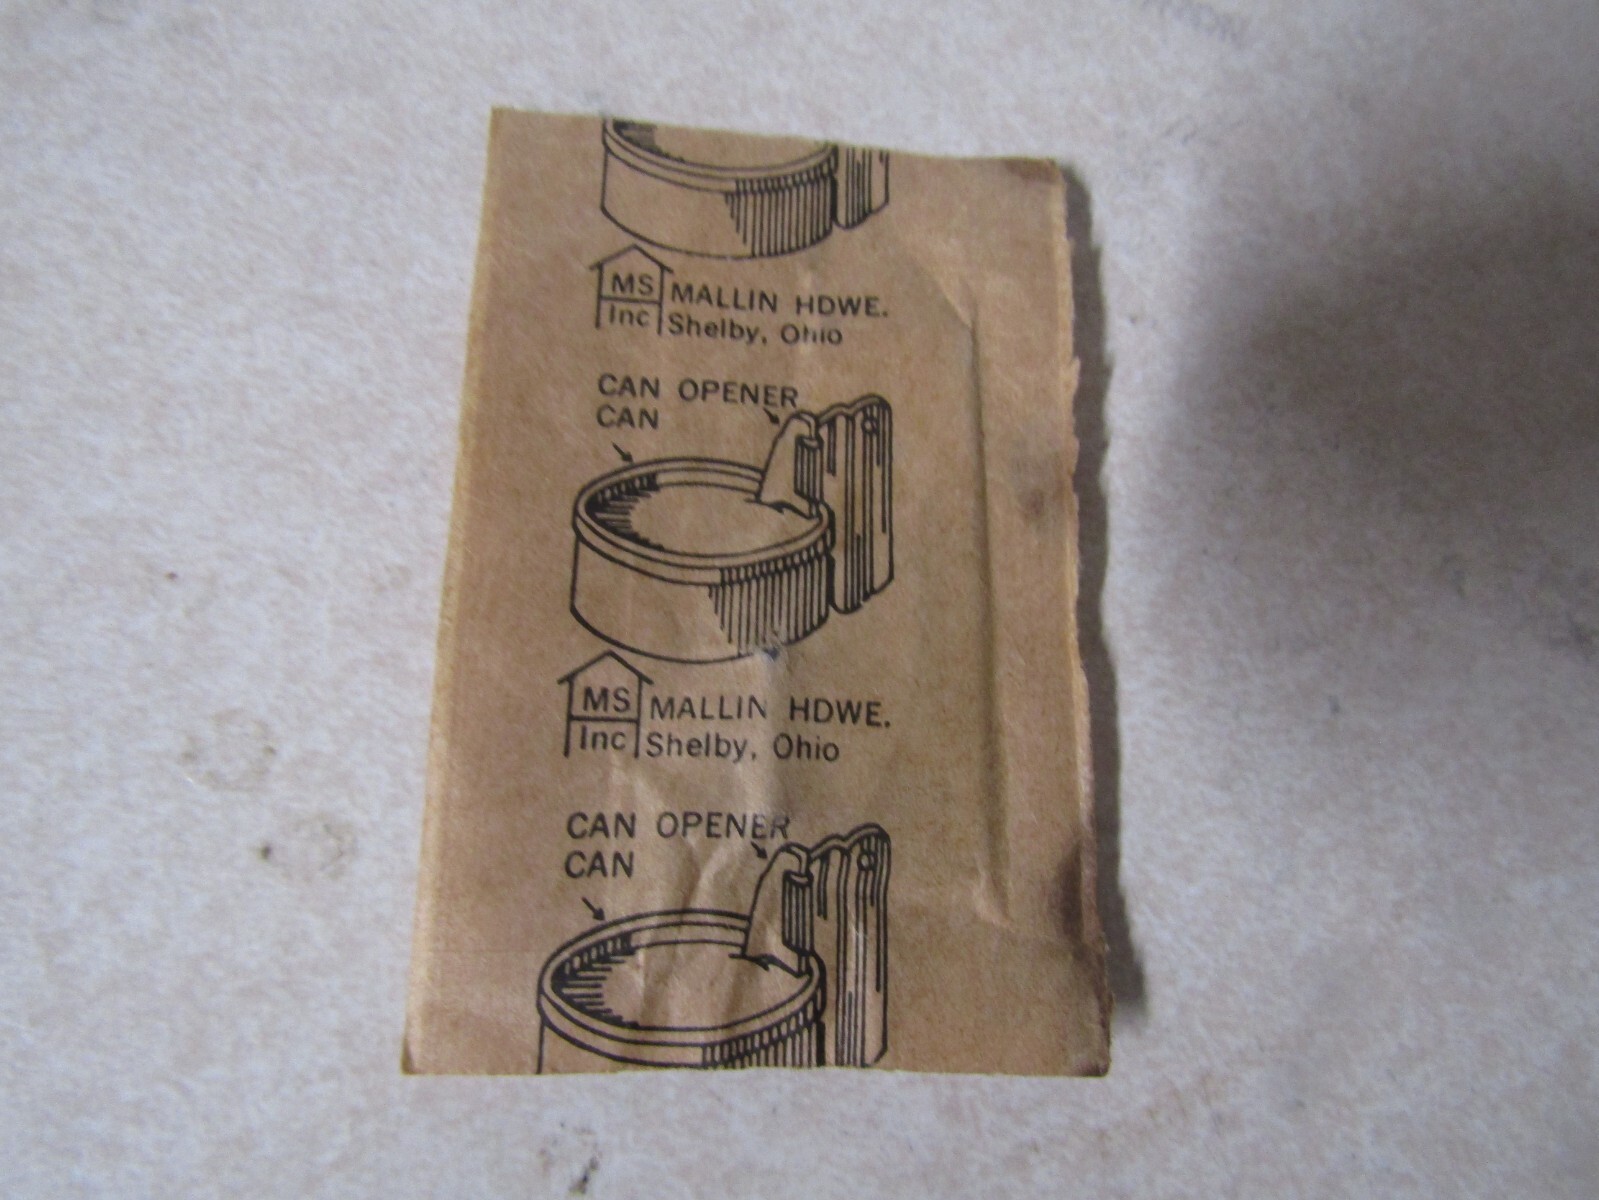 MS MALLIN HDWE.
Inc Shelby, Ohio
CAN OPENER
CAN
MS MALLIN HDWE.
Inc Shelby, Ohio
CAN OPENER
CAN